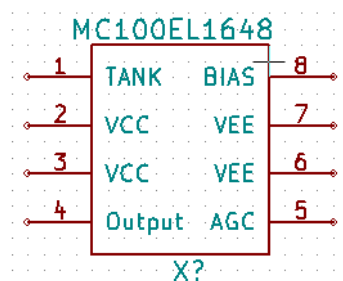 MC100EL1648
1 TANK BIAS 8
2 VCC VEE 7
3 VCC VEE 6
4 Output AGC 5
X?